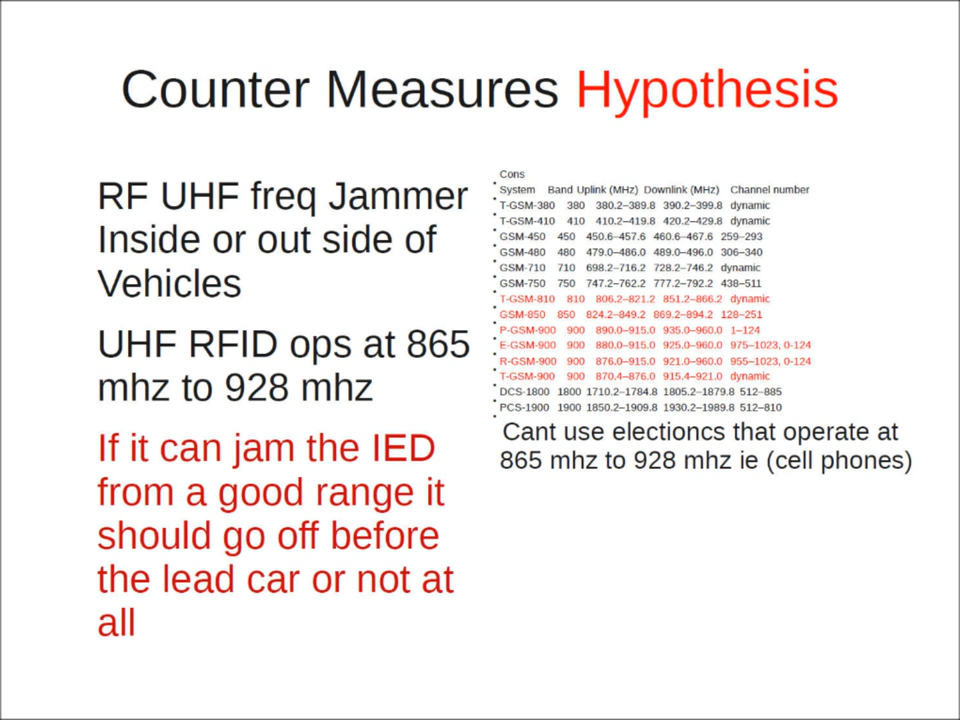 Counter Measures Hypothesis
RF UHF freq Jammer
Inside or out side of
Vehicles
UHF RFID ops at 865
mhz to 928 mhz
If it can jam the IED
from a good range it
should go off before
the lead car or not at
all
Cons
System Band Uplink (MHz) Downlink (MHz) Channel number
T-GSM-380 380 380.2–389.8 390.2–399.8 dynamic
T-GSM-410 410 410.2–419.8 420.2–429.8 dynamic
GSM-450 450 450.6–457.6 460.6–467.6 259–293
GSM-480 480 479.0–486.0 489.0–496.0 306–340
GSM-710 710 698.2–716.2 728.2–746.2 dynamic
GSM-750 750 747.2–762.2 777.2–792.2 438–511
T-GSM-810 810 806.2–821.2 851.2–866.2 dynamic
GSM-850 850 824.2–849.2 869.2–894.2 128–251
P-GSM-900 900 890.0–915.0 935.0–960.0 1–124
E-GSM-900 900 880.0–915.0 925.0–960.0 975–1023, 0-124
R-GSM-900 900 876.0–915.0 921.0–960.0 955–1023, 0-124
T-GSM-900 900 870.4–876.0 915.4–921.0 dynamic
DCS-1800 1800 1710.2–1784.8 1805.2–1879.8 512–885
PCS-1900 1900 1850.2–1909.8 1930.2–1989.8 512–810
Cant use electioncs that operate at
865 mhz to 928 mhz ie (cell phones)